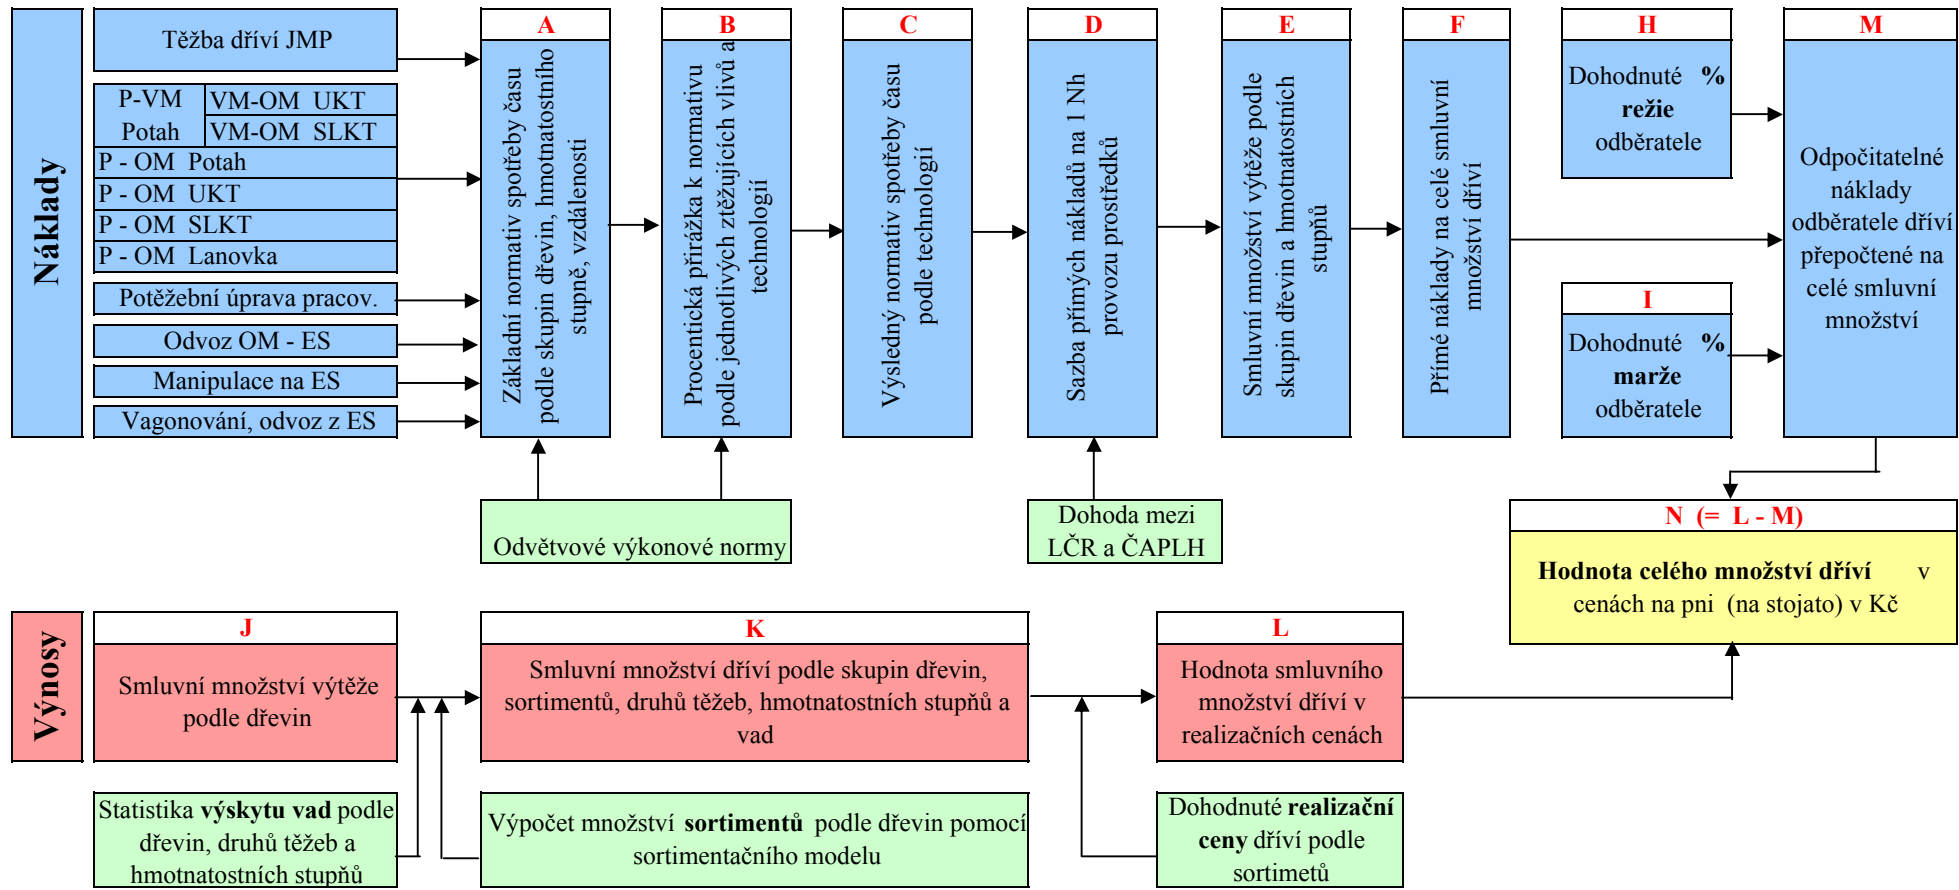 Náklady
Těžba dříví JMP
P-VM
Potah
VM-OM UKT
VM-OM SLKT
P - OM Potah
P - OM UKT
P - OM SLKT
P - OM Lanovka
Potěžební úprava pracov.
Odvoz OM - ES
Manipulace na ES
Vagonování, odvoz z ES
A
Základní normativ spotřeby času
podle skupin dřevin, hmotnatostního
stupně, vzdálenosti
B
Procentická přirážka k normativu
podle jednotlivých ztěžujících vlivů a
technologií
C
Výsledný normativ spotřeby času
podle technologií
D
Sazba přímých nákladů na 1 Nh
provozu prostředků
E
Smluvní množství výtěže podle
skupin dřevin a hmotnatostních
stupňů
F
Přímé náklady na celé smluvní
množství dříví
H
Dohodnuté %
režie
odběratele
I
Dohodnuté %
marže
odběratele
M
Odpočitatelné
náklady
odběratele dříví
přepočtené na
celé smluvní
množství
Odvětvové výkonové normy
Dohoda mezi
LČR a ČAPLH
N (= L - M)
Hodnota celého množství dříví v
cenách na pni (na stojato) v Kč
Výnosy
J
Smluvní množství výtěže
podle dřevin
K
Smluvní množství dříví podle skupin dřevin,
sortimentů, druhů těžeb, hmotnatostních stupňů a
vad
L
Hodnota smluvního
množství dříví v
realizačních cenách
Statistika výskytu vad podle
dřevin, druhů těžeb a
hmotnatostních stupňů
Výpočet množství sortimentů podle dřevin pomocí
sortimentačního modelu
Dohodnuté realizační
ceny dříví podle
sortimetů